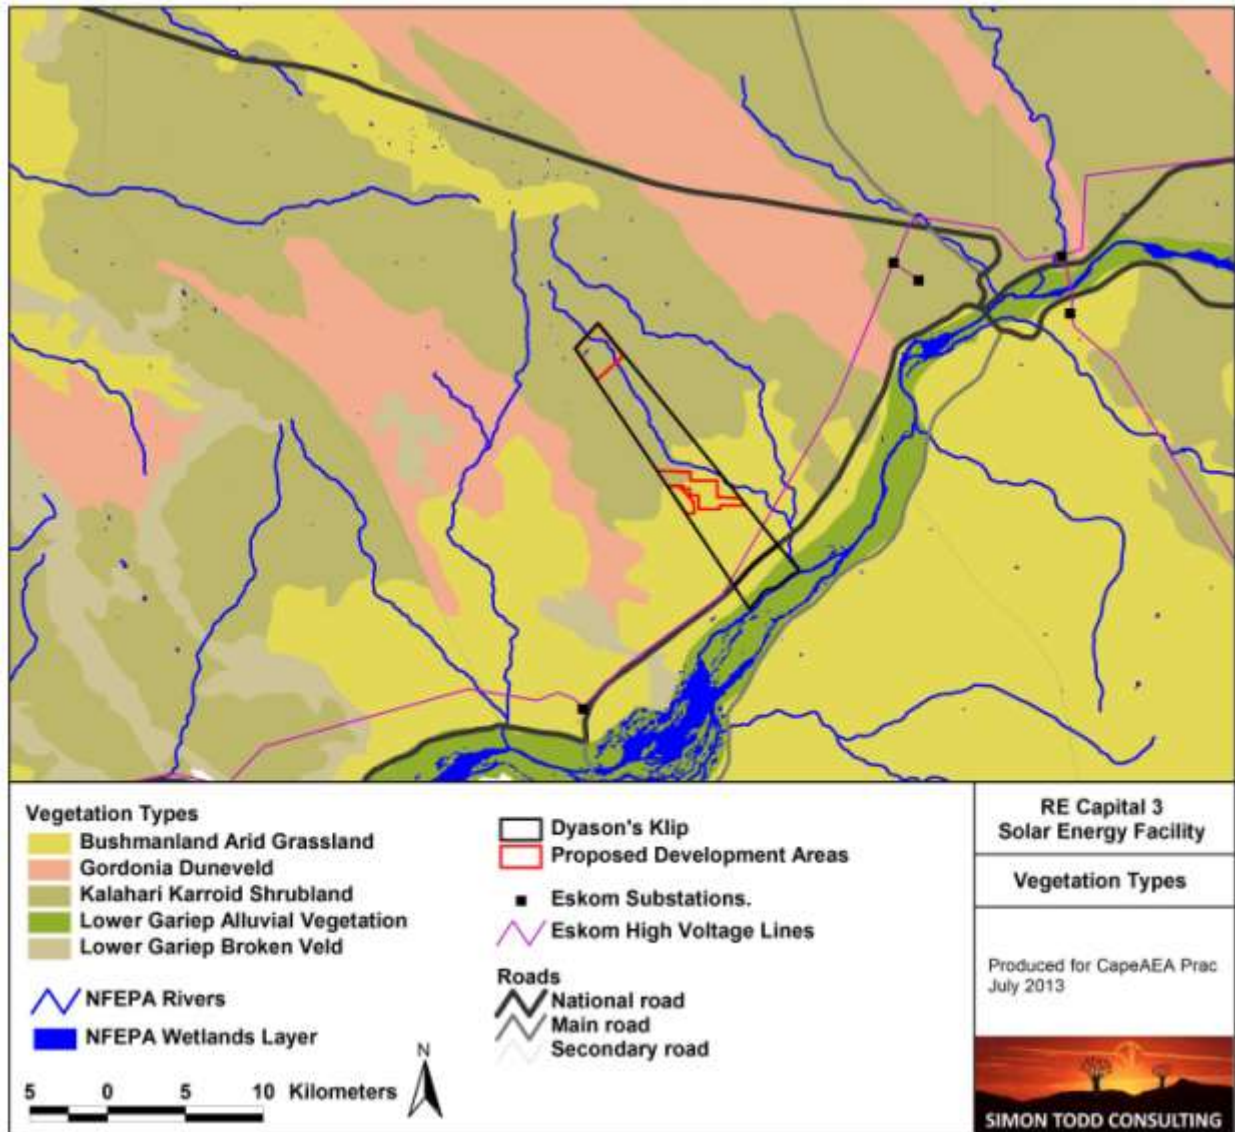 Vegetation Types
Bushmanland Arid Grassland
Gordonia Duneveld
Kalahari Karroid Shrubland
Lower Gariep Alluvial Vegetation
Lower Gariep Broken Veld
NFEPA Rivers
NFEPA Wetlands Layer
5 0 5 10 Kilometers
N
Dyason's Klip
Proposed Development Areas
Eskom Substations.
Eskom High Voltage Lines
Roads
National road
Main road
Secondary road
RE Capital 3
Solar Energy Facility
Vegetation Types
Produced for CapeAEA Prac
July 2013
SIMON TODD CONSULTING